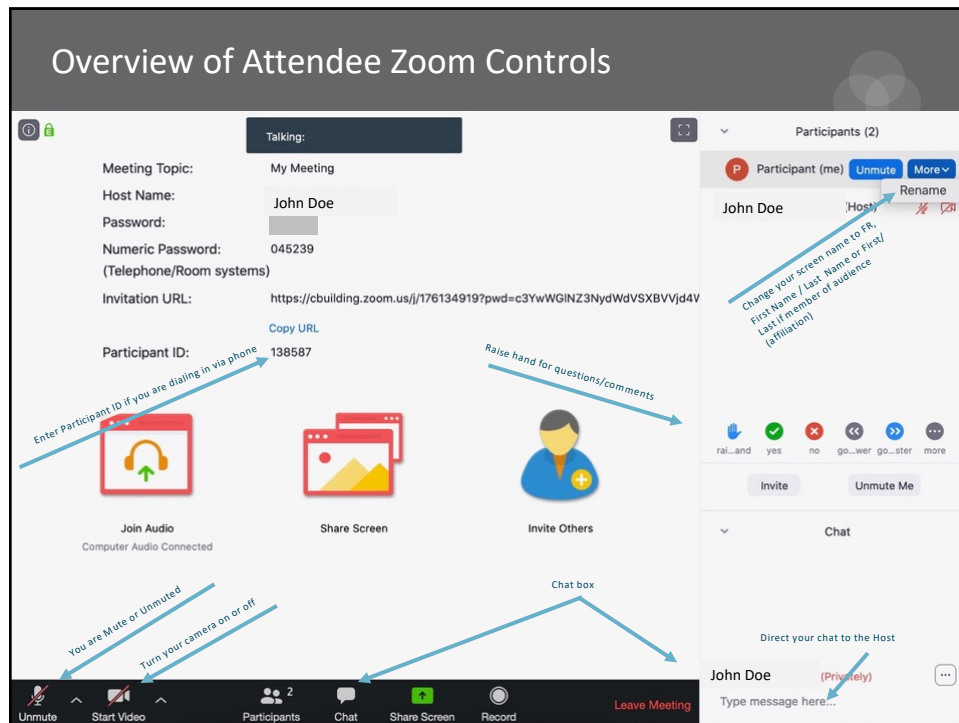 Overview of Attendee Zoom Controls
Talking:
Meeting Topic: My Meeting
Host Name: John Doe
Password:
Numeric Password: 045239
(Telephone/Room systems)
Invitation URL: https://cbuilding.zoom.us/j/176134919?pwd=c3YwWGlNZ3NydWdVSXBVVjd4W
Copy URL
Participant ID: 138587
Enter Participant ID if you are dialing in via phone
Raise hand for questions/comments
Join Audio
Computer Audio Connected
Share Screen
Invite Others
You are Mute or Unmuted
Turn your camera on or off
Chat box
Unmute
Start Video
2
Participants
Chat
Share Screen
Record
Leave Meeting
Participants (2)
P Participant (me) Unmute More
Rename
John Doe (Host)
Change your screen name to FR,
First Name / Last Name or First/
Last if member of audience
(affiliation)
rai...and yes no go...wer go...ster more
Invite Unmute Me
Chat
Direct your chat to the Host
John Doe (Privately)
Type message here...